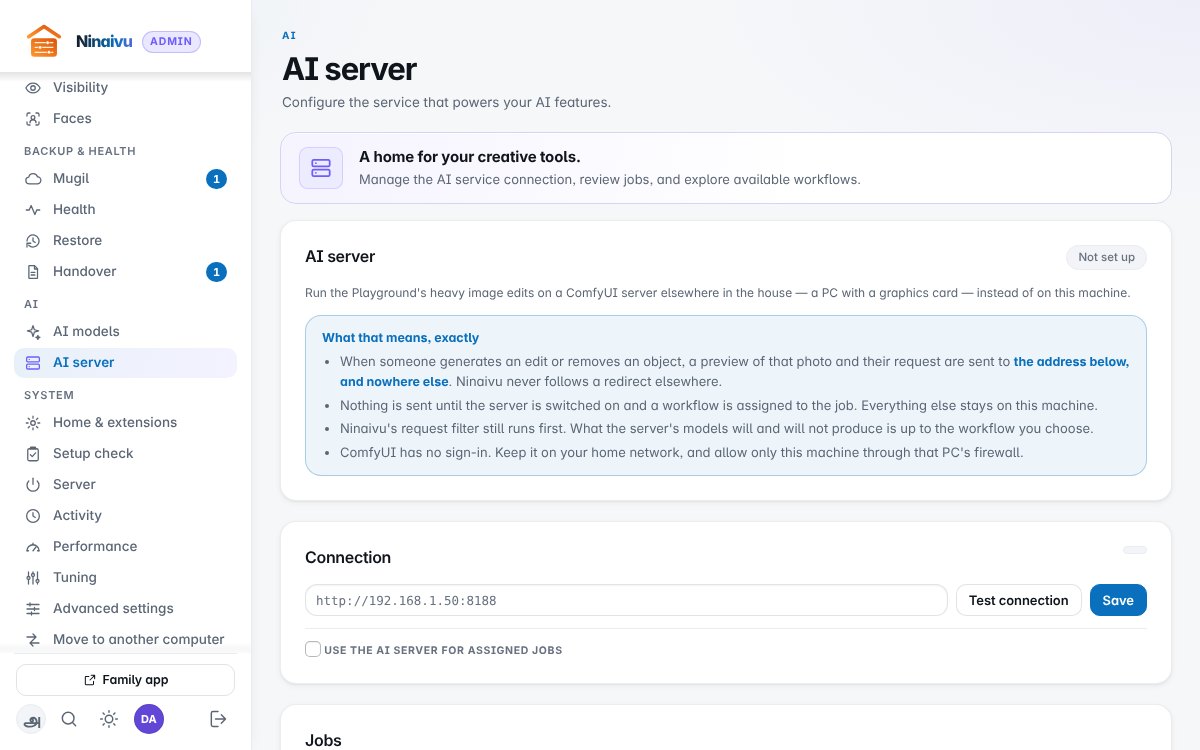 Ninaivu ADMIN
Visibility
Faces
BACKUP & HEALTH
Mugil 1
Health
Restore
Handover 1
AI
AI models
AI server
SYSTEM
Home & extensions
Setup check
Server
Activity
Performance
Tuning
Advanced settings
Move to another computer
Family app
அ
DA
AI
AI server
Configure the service that powers your AI features.
A home for your creative tools.
Manage the AI service connection, review jobs, and explore available workflows.
AI server
Not set up
Run the Playground's heavy image edits on a ComfyUI server elsewhere in the house — a PC with a graphics card — instead of on this machine.
What that means, exactly
• When someone generates an edit or removes an object, a preview of that photo and their request are sent to the address below,
and nowhere else. Ninaivu never follows a redirect elsewhere.
• Nothing is sent until the server is switched on and a workflow is assigned to the job. Everything else stays on this machine.
• Ninaivu's request filter still runs first. What the server's models will and will not produce is up to the workflow you choose.
• ComfyUI has no sign-in. Keep it on your home network, and allow only this machine through that PC's firewall.
Connection
http://192.168.1.50:8188
Test connection
Save
USE THE AI SERVER FOR ASSIGNED JOBS
Jobs